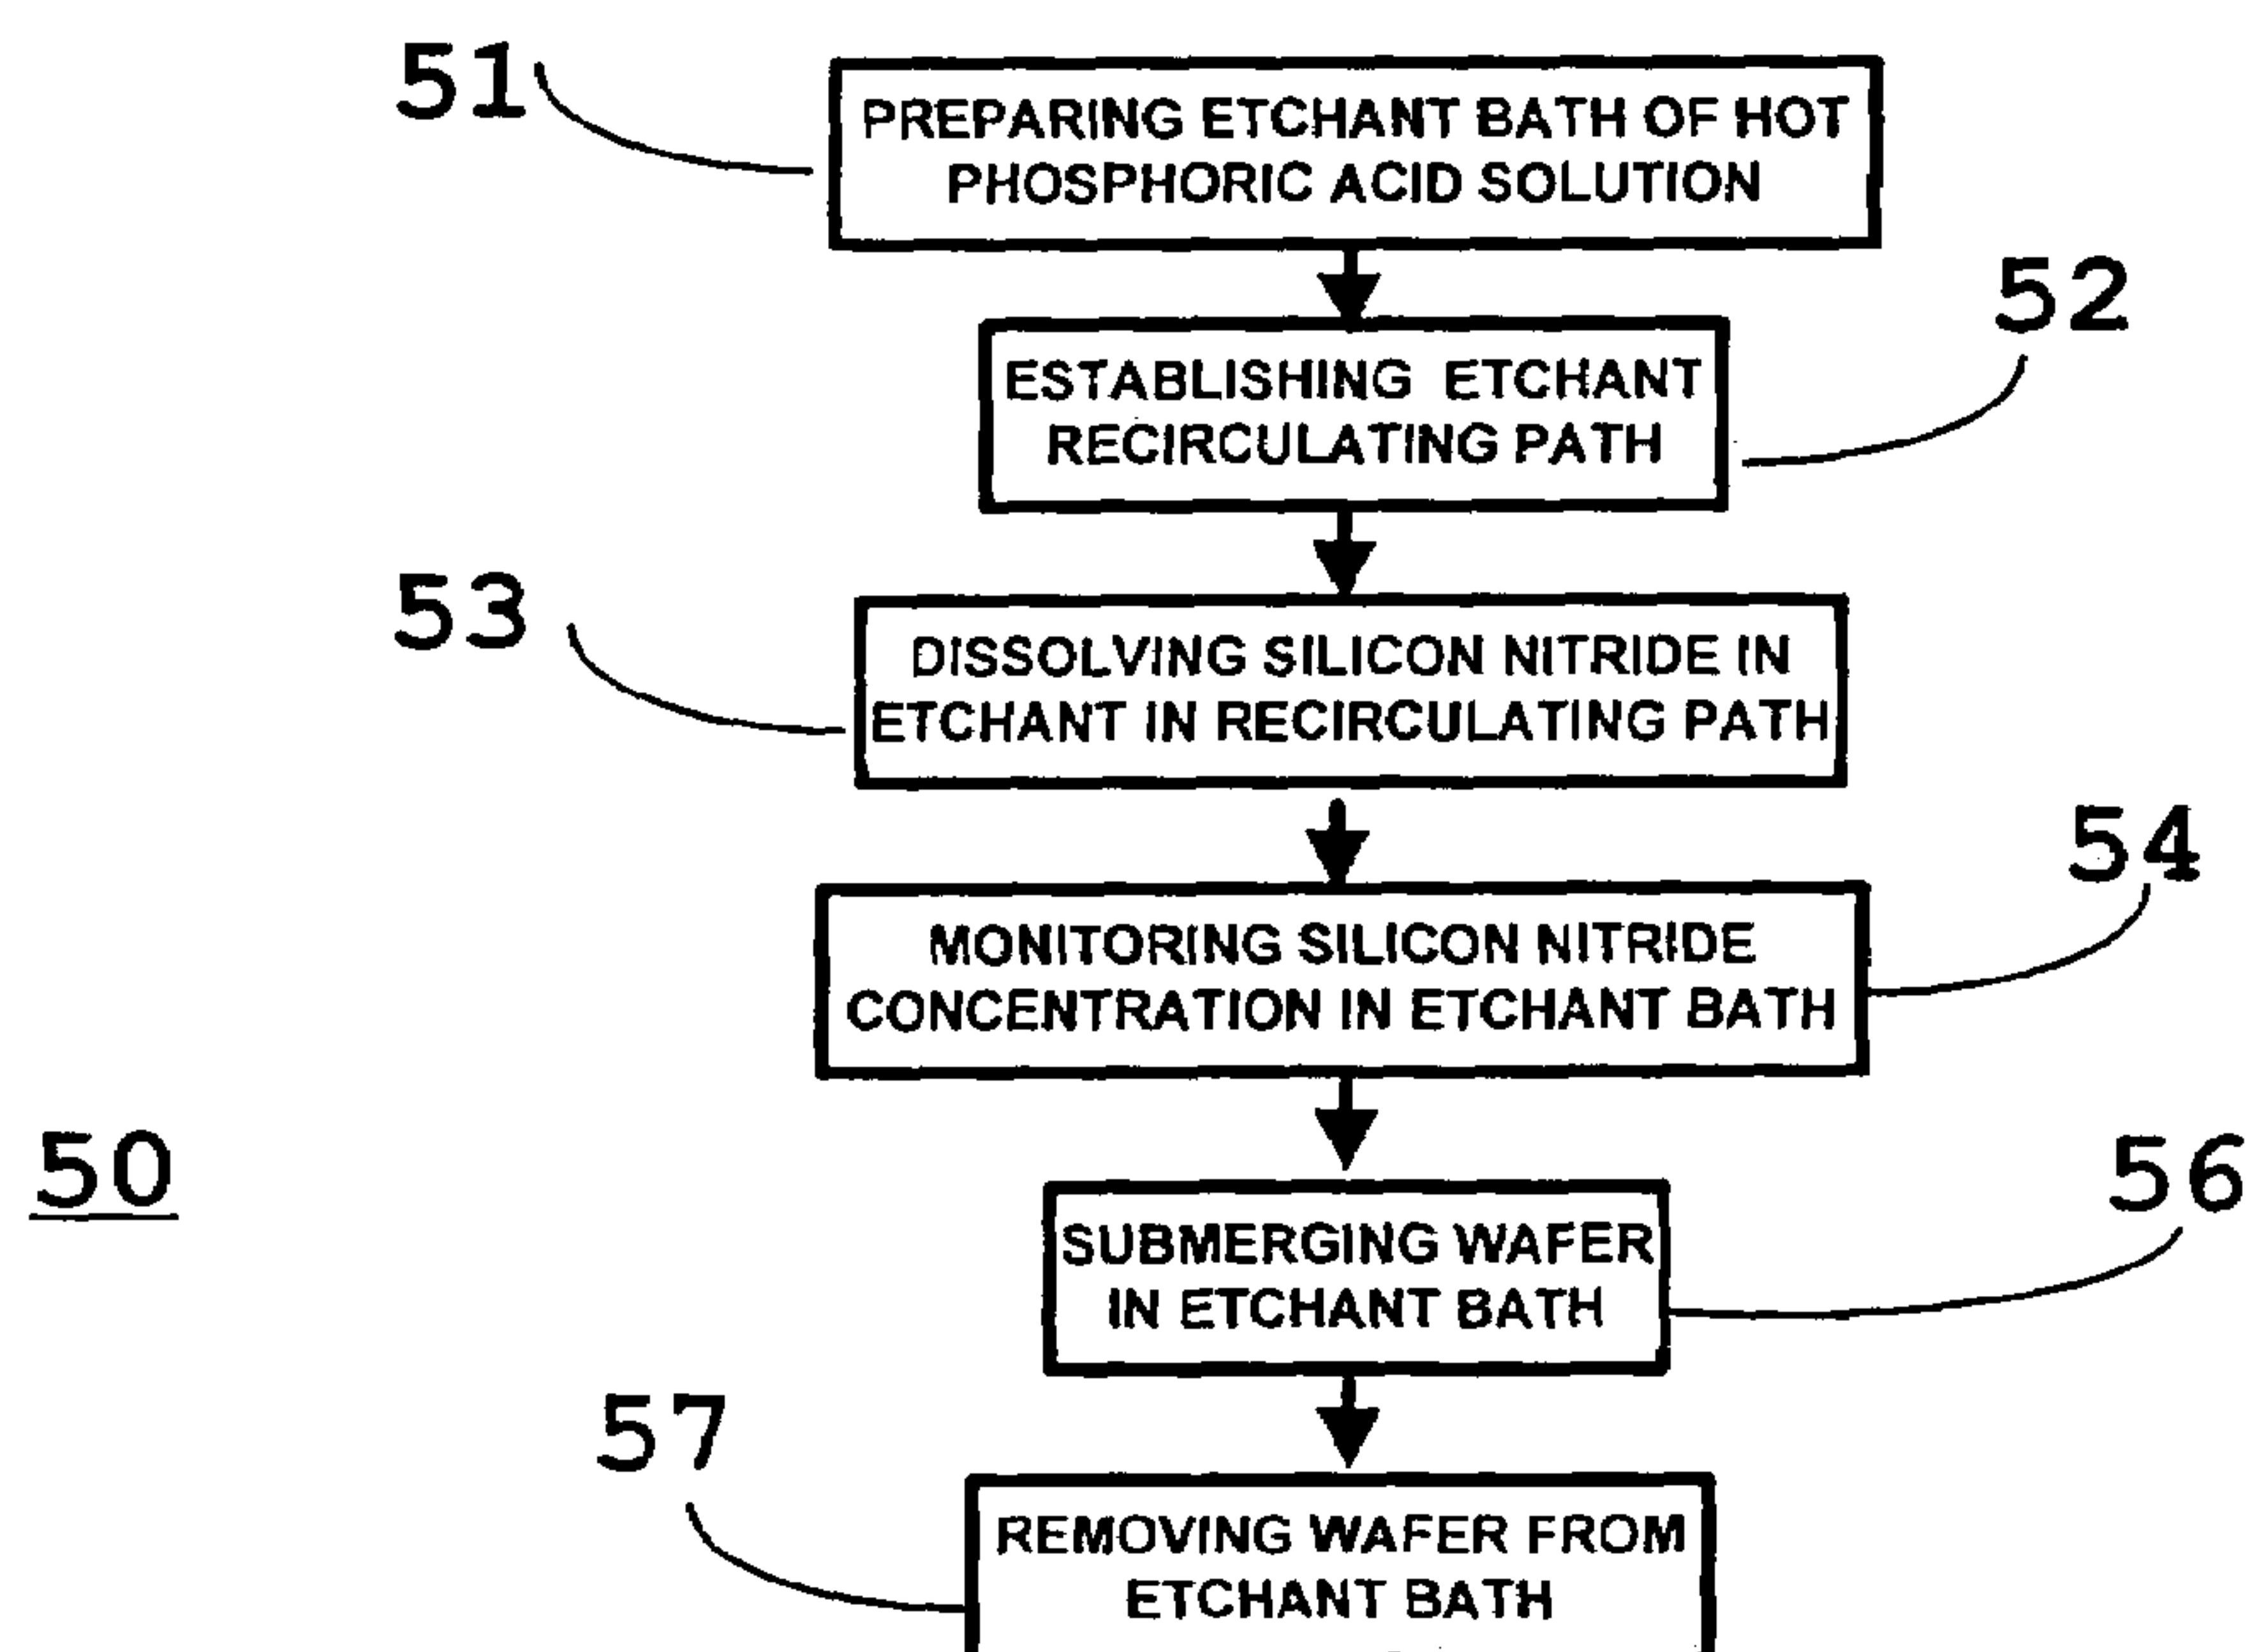 51
PREPARING ETCHANT BATH OF HOT
PHOSPHORIC ACID SOLUTION
52
ESTABLISHING ETCHANT
RECIRCULATING PATH
53
DISSOLVING SILICON NITRIDE IN
ETCHANT IN RECIRCULATING PATH
54
MONITORING SILICON NITRIDE
CONCENTRATION IN ETCHANT BATH
50
56
SUBMERGING WAFER
IN ETCHANT BATH
57
REMOVING WAFER FROM
ETCHANT BATH